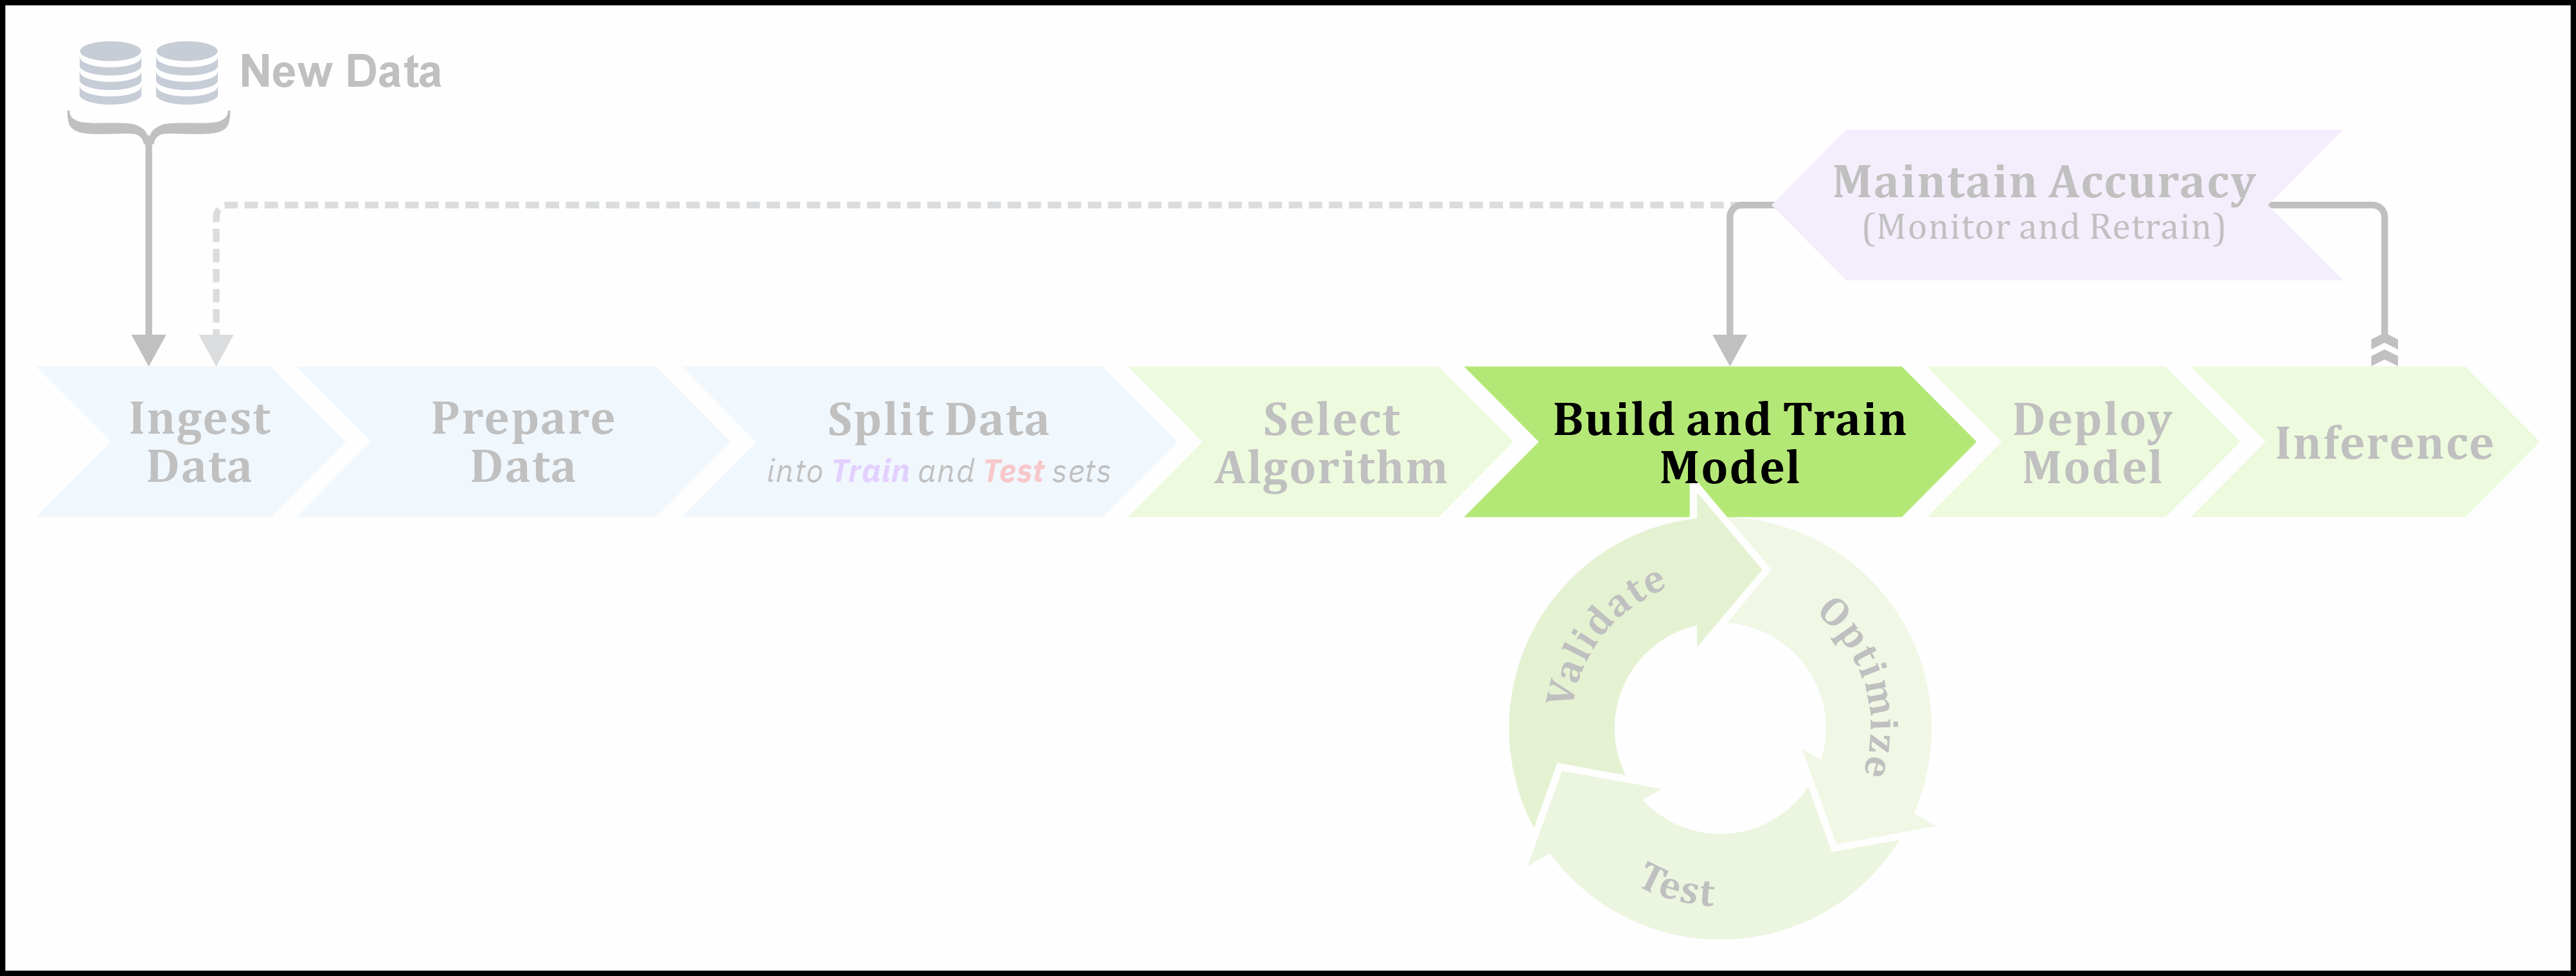 New Data
Maintain Accuracy
(Monitor and Retrain)
Ingest
Data
Prepare
Data
Split Data
into Train and Test sets
Select
Algorithm
Build and Train
Model
Deploy
Model
Inference
Validate
Optimize
Test